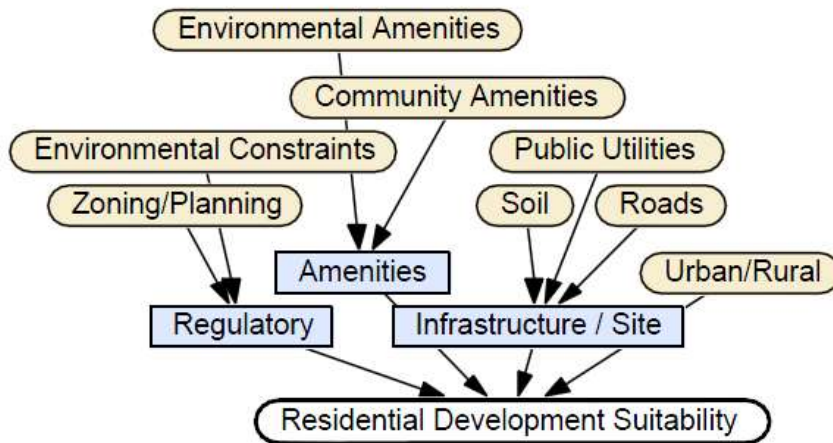 Environmental Amenities
Community Amenities
Environmental Constraints
Public Utilities
Zoning/Planning
Soil
Roads
Amenities
Urban/Rural
Regulatory
Infrastructure / Site
Residential Development Suitability